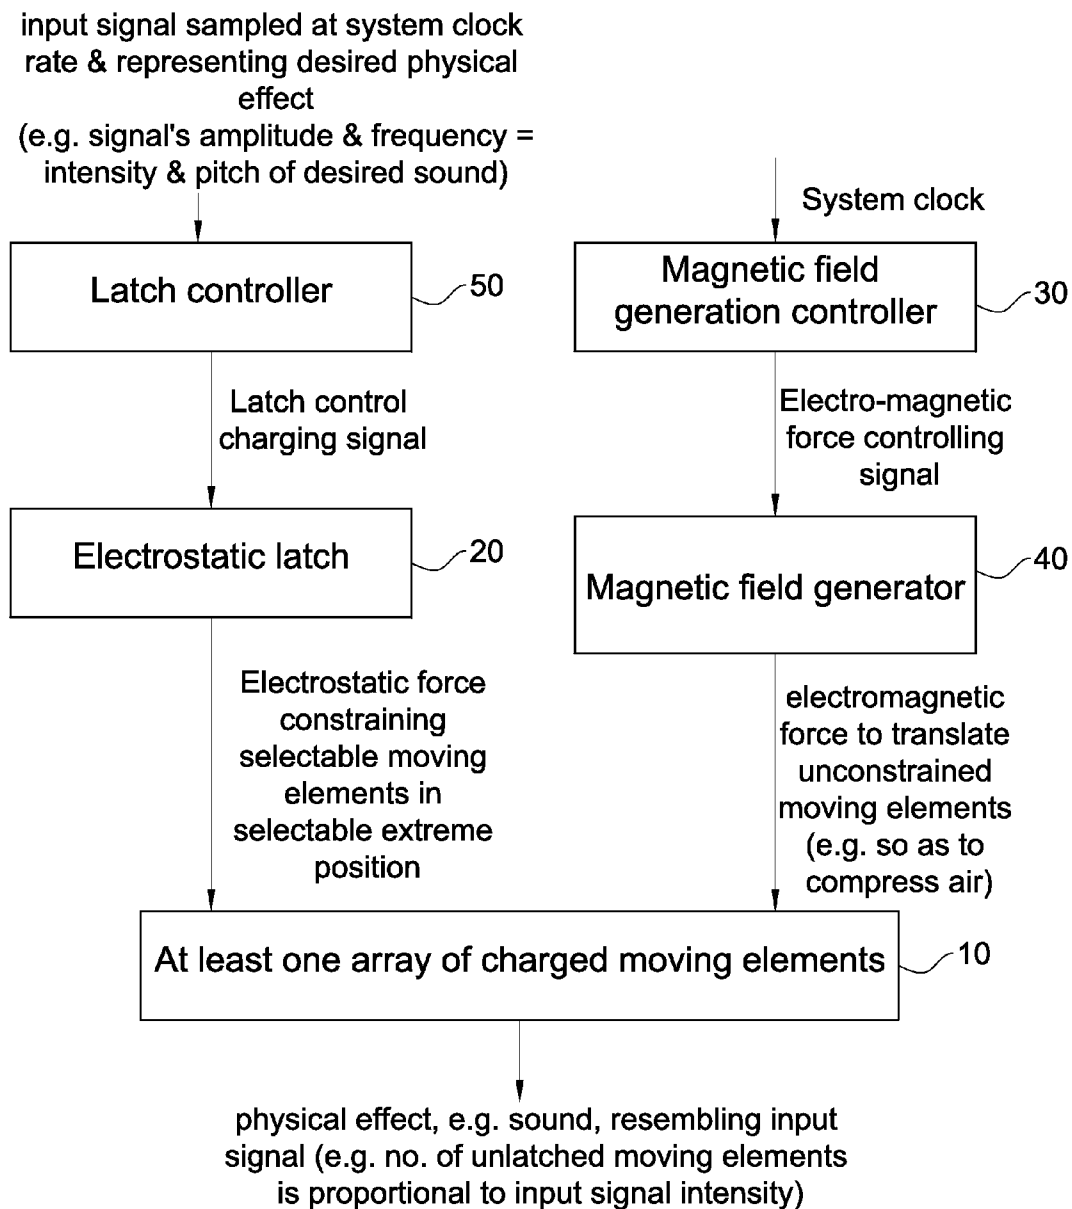 input signal sampled at system clock
rate & representing desired physical
effect
(e.g. signal's amplitude & frequency =
intensity & pitch of desired sound)
System clock
Latch controller
50
Magnetic field
generation controller
30
Latch control
charging signal
Electro-magnetic
force controlling
signal
Electrostatic latch
20
Magnetic field generator
40
Electrostatic force
constraining
selectable moving
elements in
selectable extreme
position
electromagnetic
force to translate
unconstrained
moving elements
(e.g. so as to
compress air)
At least one array of charged moving elements
10
physical effect, e.g. sound, resembling input
signal (e.g. no. of unlatched moving elements
is proportional to input signal intensity)